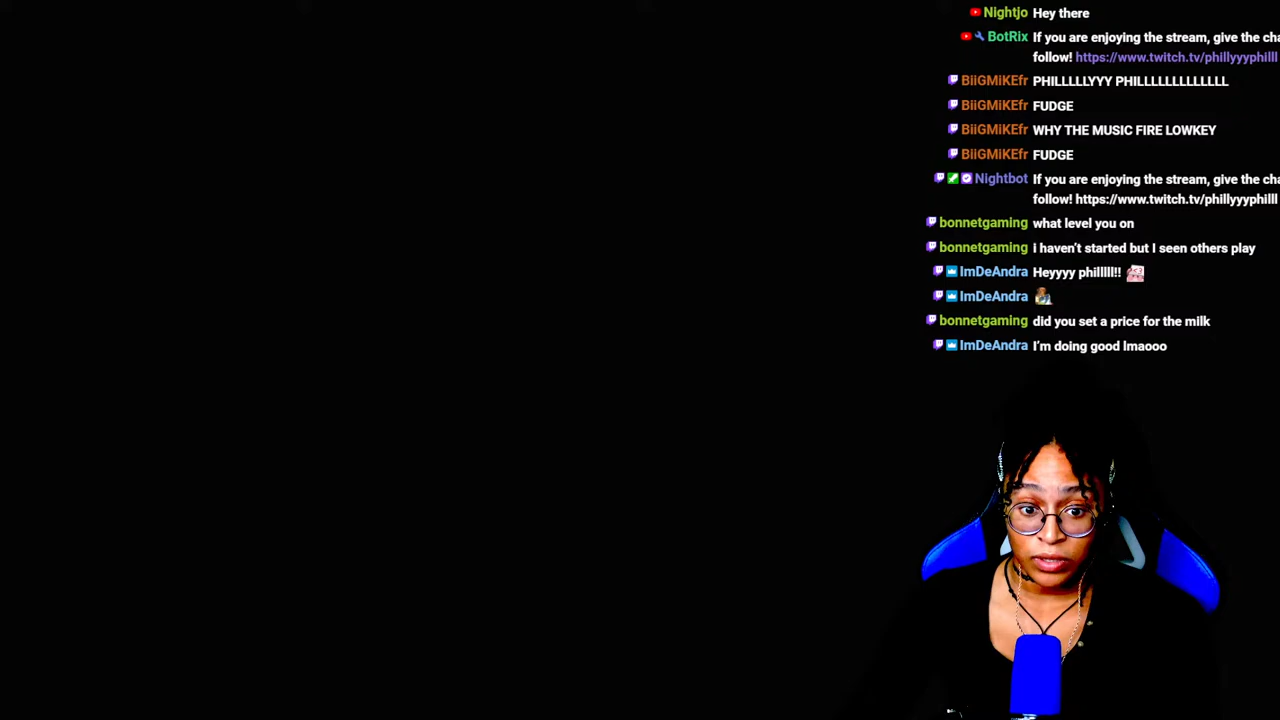 Nightjo Hey there
BotRix If you are enjoying the stream, give the cha
follow! https://www.twitch.tv/phillyyyphilll
BiiGMiKEfr PHILLLLLYYY PHILLLLLLLLLLLLL
BiiGMiKEfr FUDGE
BiiGMiKEfr WHY THE MUSIC FIRE LOWKEY
BiiGMiKEfr FUDGE
Nightbot If you are enjoying the stream, give the cha
follow! https://www.twitch.tv/phillyyyphilll
bonnetgaming what level you on
bonnetgaming i haven't started but I seen others play
ImDeAndra Heyyyy philllll!!
ImDeAndra
bonnetgaming did you set a price for the milk
ImDeAndra I'm doing good lmaooo